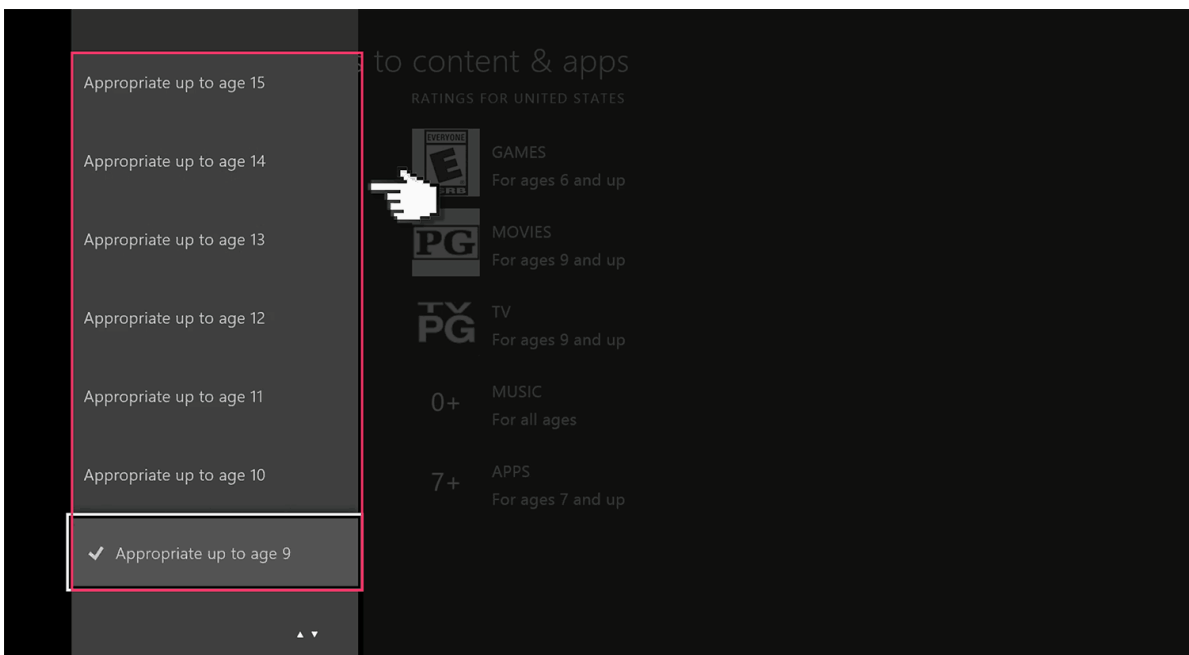 Appropriate up to age 15
Appropriate up to age 14
Appropriate up to age 13
Appropriate up to age 12
Appropriate up to age 11
Appropriate up to age 10
Appropriate up to age 9
to content & apps
RATINGS FOR UNITED STATES
EVERYONE
E
GAMES
For ages 6 and up
PG
MOVIES
For ages 9 and up
TV
PG
TV
For ages 9 and up
0+
MUSIC
For all ages
7+
APPS
For ages 7 and up